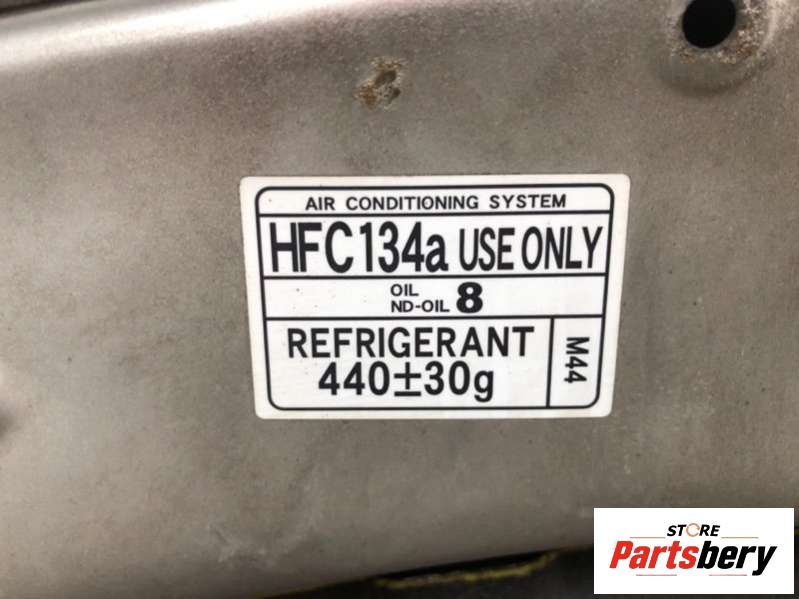 AIR CONDITIONING SYSTEM
HFC134a USE ONLY
OIL
ND-OIL 8
REFRIGERANT
440±30g
M44
STORE
Partsbery